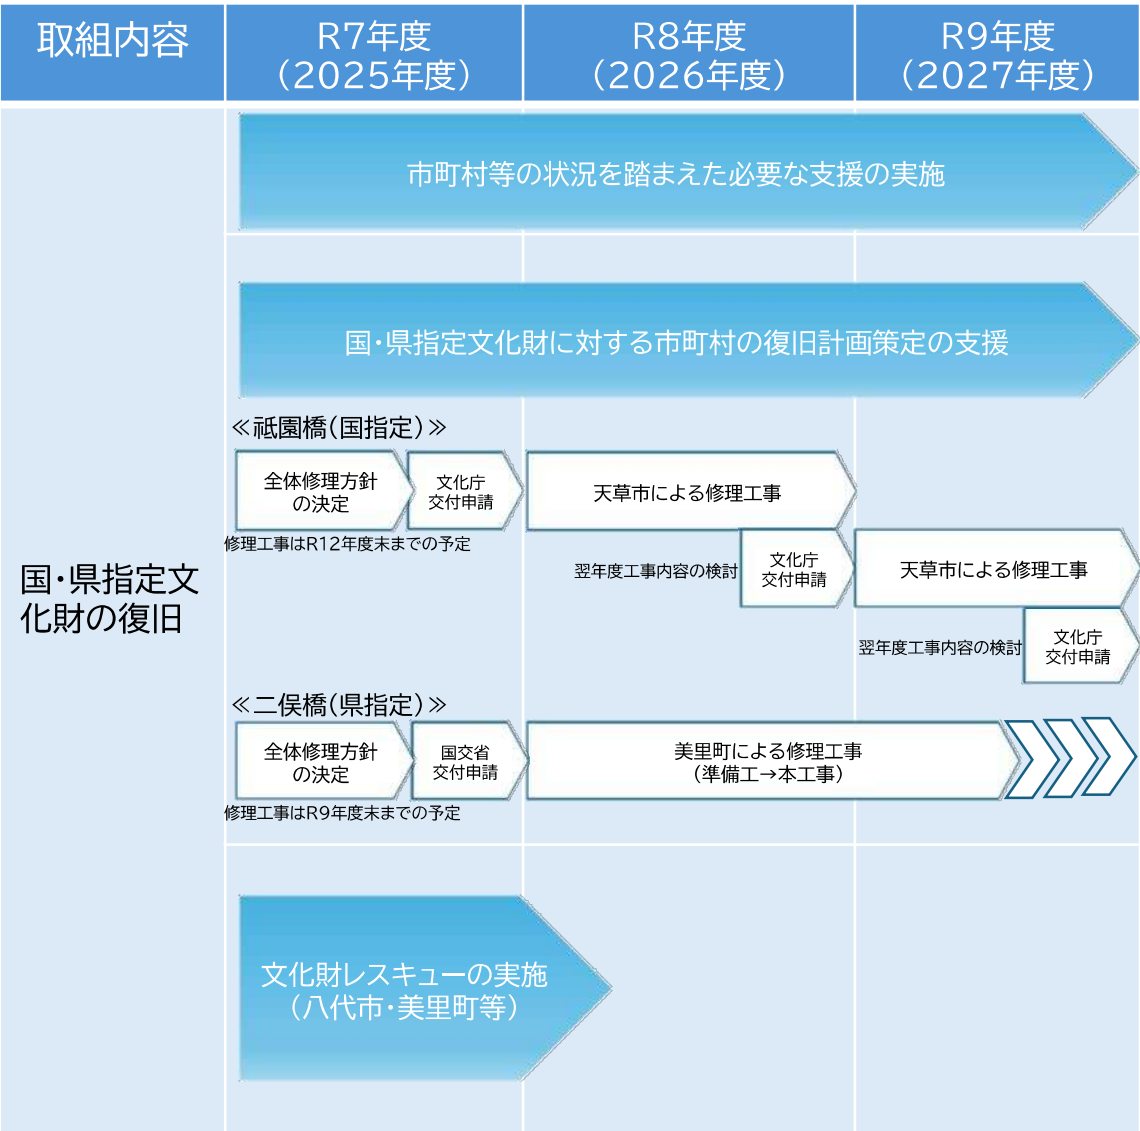 取組内容
R7年度
（2025年度）
R8年度
（2026年度）
R9年度
（2027年度）
国・県指定文
化財の復旧
市町村等の状況を踏まえた必要な支援の実施
国・県指定文化財に対する市町村の復旧計画策定の支援
≪祇園橋（国指定）≫
全体修理方針
の決定
文化庁
交付申請
天草市による修理工事
修理工事はR12年度末までの予定
翌年度工事内容の検討
文化庁
交付申請
天草市による修理工事
翌年度工事内容の検討
文化庁
交付申請
≪二俣橋（県指定）≫
全体修理方針
の決定
国交省
交付申請
美里町による修理工事
（準備工→本工事）
修理工事はR9年度末までの予定
文化財レスキューの実施
（八代市・美里町等）